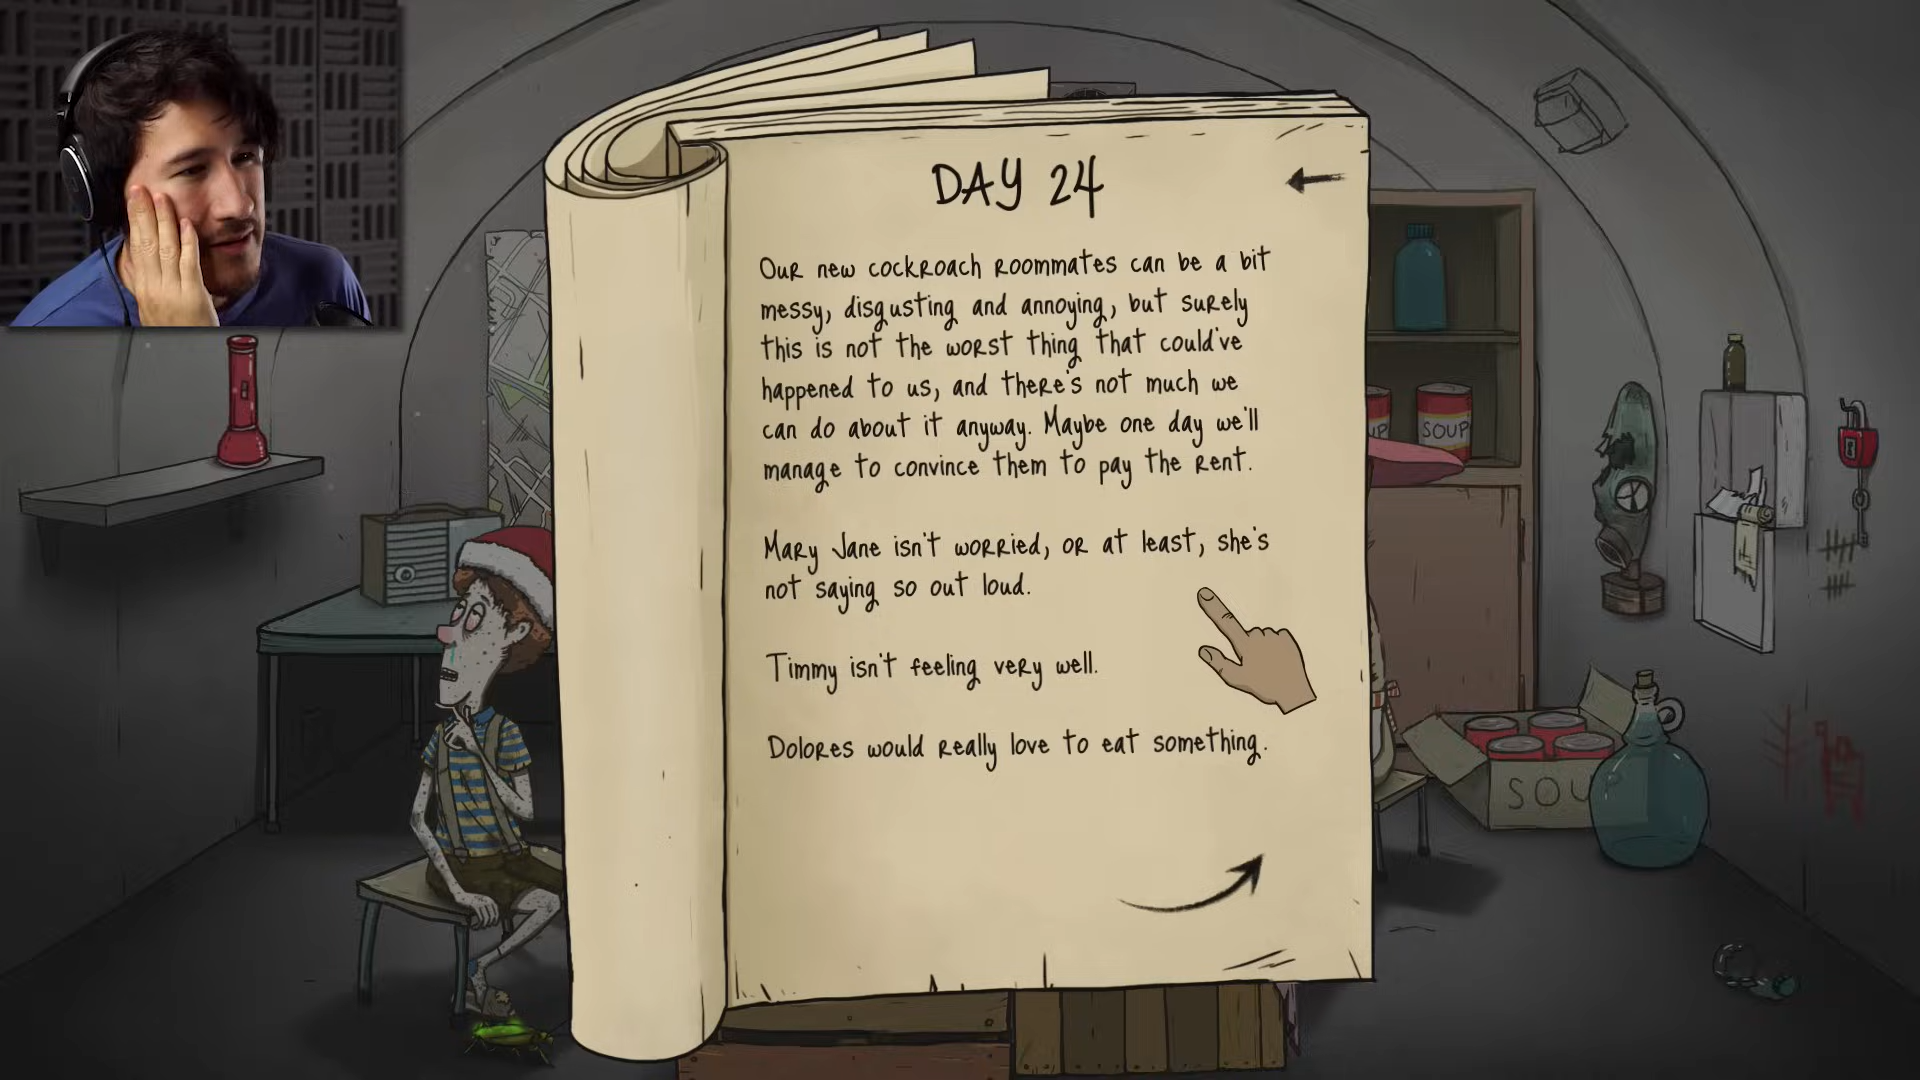 DAY 24
Our new cockroach roommates can be a bit
messy, disgusting and annoying, but surely
this is not the worst thing that could've
happened to us, and there's not much we
can do about it anyway. Maybe one day we'll
manage to convince them to pay the rent.
Mary Jane isn't worried, or at least, she's
not saying so out loud.
Timmy isn't feeling very well.
Dolores would really love to eat something.
UP
SOUP
SOUP